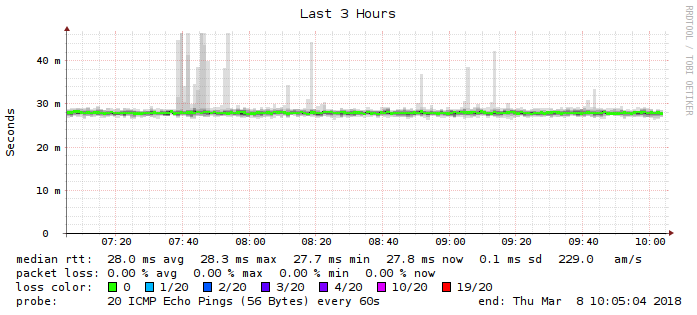 Last 3 Hours
RRDTOOL / TOBI OETIKER
Seconds
40 m
30 m
20 m
10 m
0
07:20 07:40 08:00 08:20 08:40 09:00 09:20 09:40 10:00
median rtt: 28.0 ms avg 28.3 ms max 27.7 ms min 27.8 ms now 0.1 ms sd 229.0 am/s
packet loss: 0.00 % avg 0.00 % max 0.00 % min 0.00 % now
loss color: 0 1/20 2/20 3/20 4/20 10/20 19/20
probe: 20 ICMP Echo Pings (56 Bytes) every 60s end: Thu Mar 8 10:05:04 2018